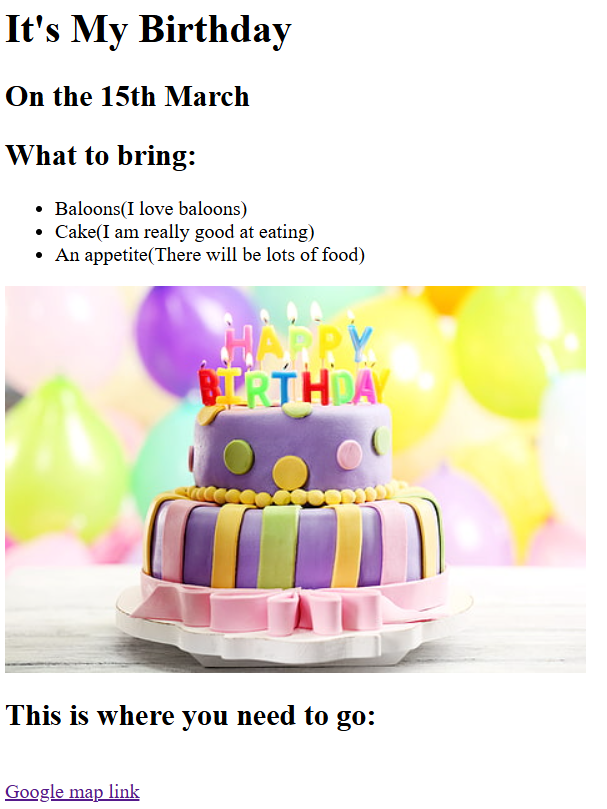 It's My Birthday
On the 15th March
What to bring:
Baloons(I love baloons)
Cake(I am really good at eating)
An appetite(There will be lots of food)
HAPPY
BIRTHDAY
This is where you need to go:
Google map link